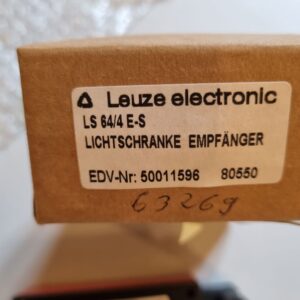 Leuze electronic
LS 64/4 E-S
LICHTSCHRANKE EMPFÄNGER
EDV-Nr: 50011596 80550
63269